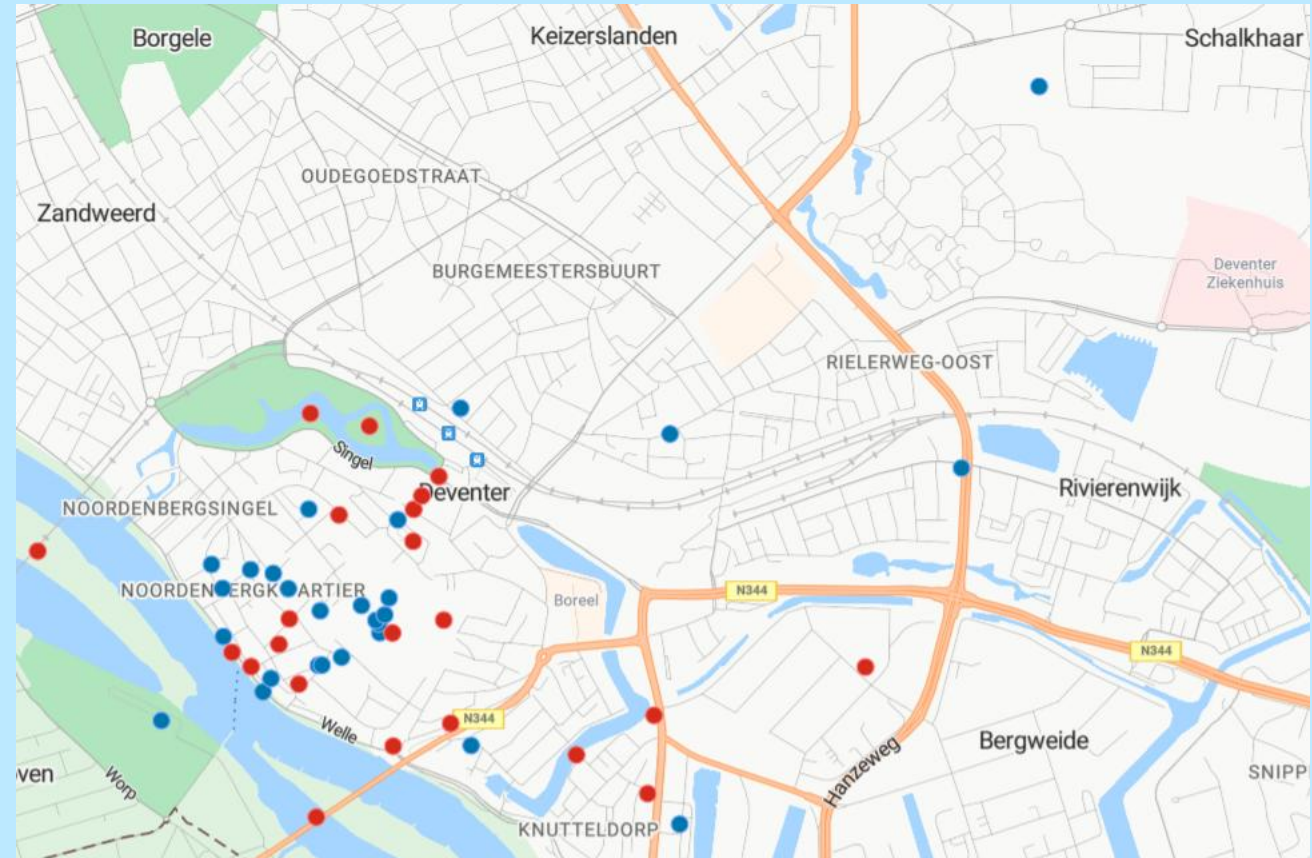 Borgele
Keizerslanden
Schalkhaar
OUDEGOEDSTRAAT
Zandweerd
BURGEMEESTERSBUURT
Deventer
Ziekenhuis
RIELERWEG-OOST
Singel
Deventer
Rivierenwijk
NOORDENBERGSINGEL
NOORDENBERGKWARTIER
Boreel
N344
N344
N344
Welle
Bergweide
Hanzeweg
oven
Worp
SNIPP
KNUTTELDORP